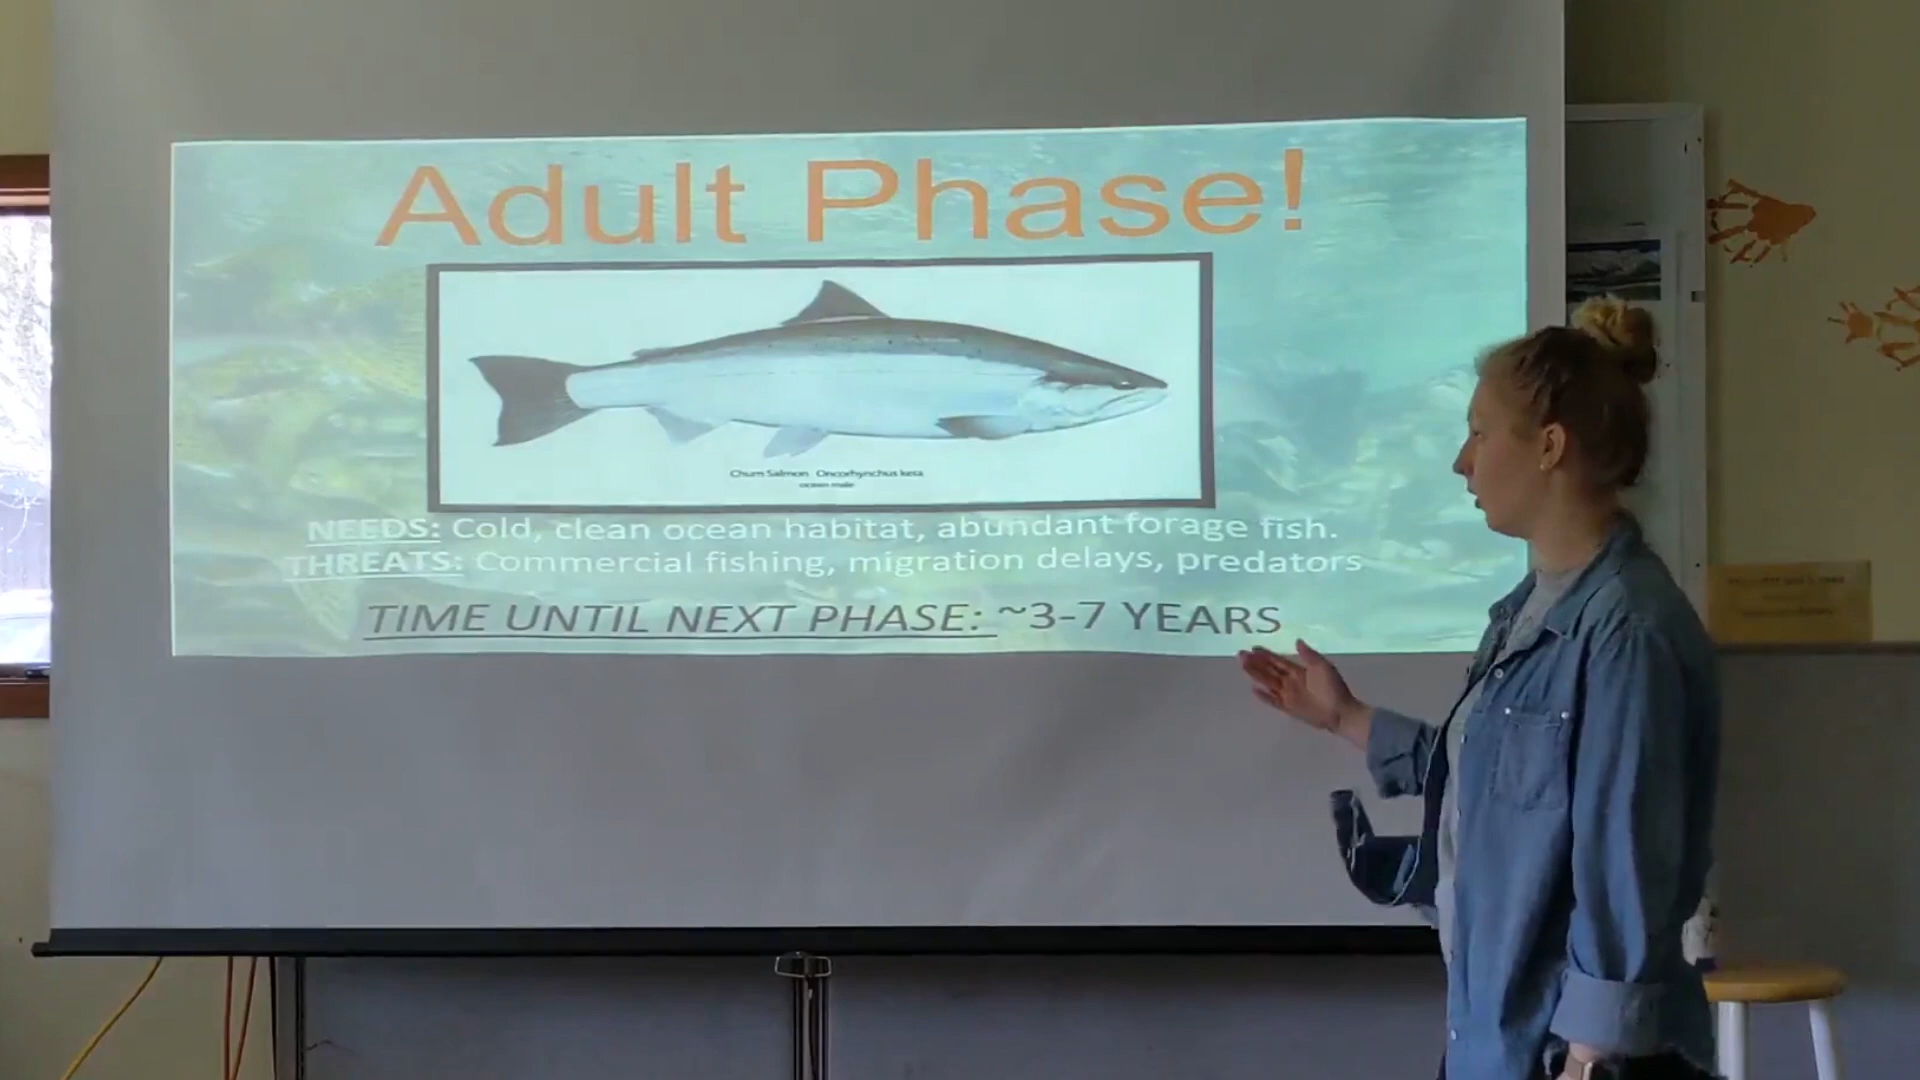 Adult Phase!
Chum Salmon Oncorhynchus keta
ocean male
NEEDS: Cold, clean ocean habitat, abundant forage fish.
THREATS: Commercial fishing, migration delays, predators
TIME UNTIL NEXT PHASE: ~3-7 YEARS